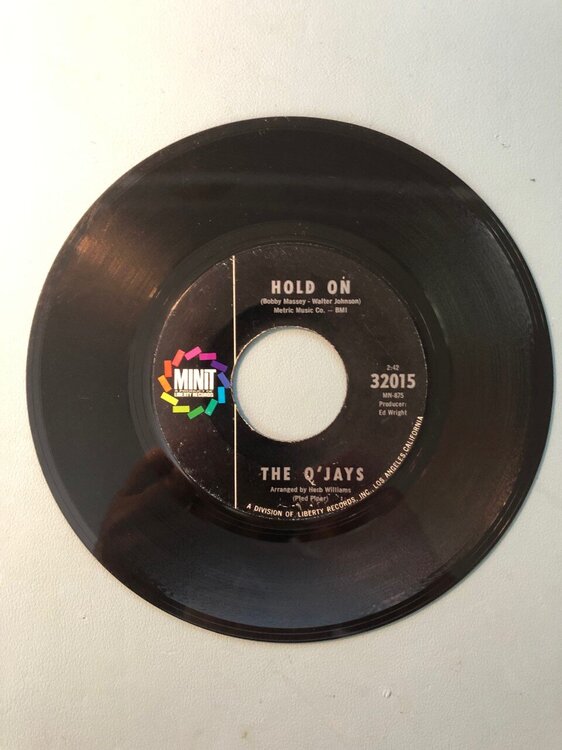 HOLD ON
(Bobby Massey - Walter Johnson)
Metric Music Co. — BMI
2:42
32015
MN-875
Producer:
Ed Wright
MINIT
LIBERTY RECORDS
THE O'JAYS
Arranged by Herb Williams
(Pied Piper)
A DIVISION OF LIBERTY RECORDS, INC., LOS ANGELES, CALIFORNIA